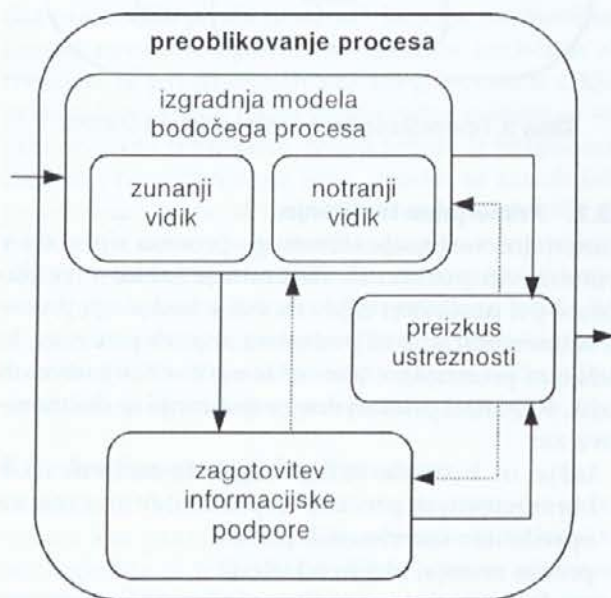 preoblikovanje procesa
izgradnja modela
bodočega procesa
zunanji
vidik
notranji
vidik
preizkus
ustreznosti
zagotovitev
informacijske
podpore